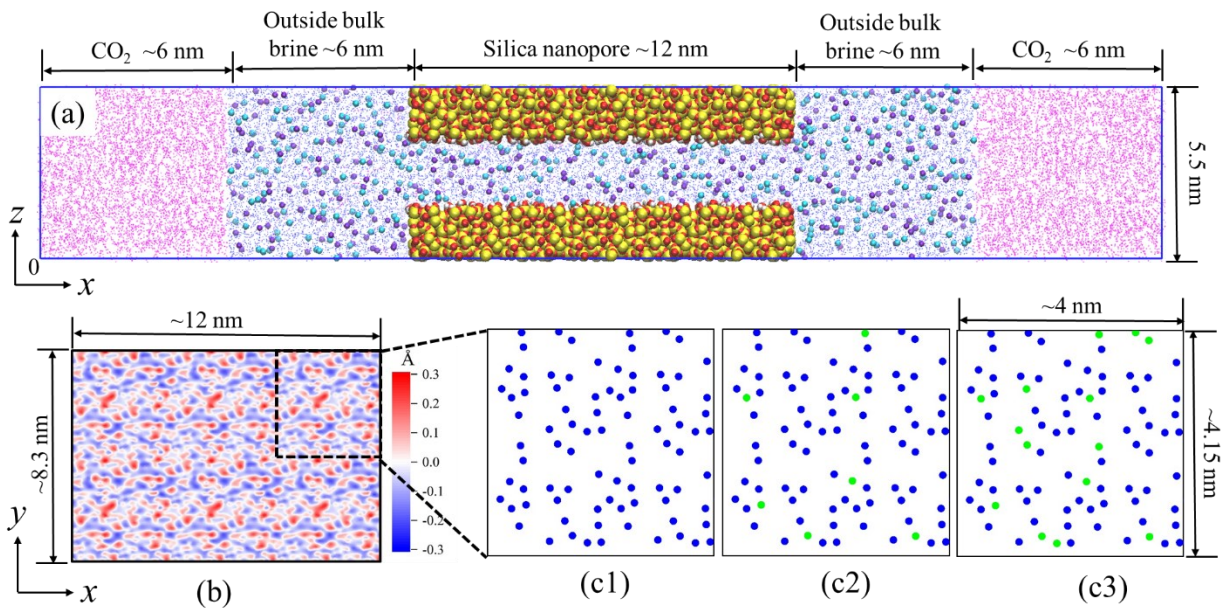 CO₂ ~6 nm
Outside bulk
brine ~6 nm
Silica nanopore ~12 nm
Outside bulk
brine ~6 nm
CO₂ ~6 nm
(a)
5.5 nm
z
0
x
~12 nm
~8.3 nm
Å
0.3
0.2
0.1
0.0
-0.1
-0.2
-0.3
y
x
(b)
(c1)
(c2)
~4 nm
~4.15 nm
(c3)